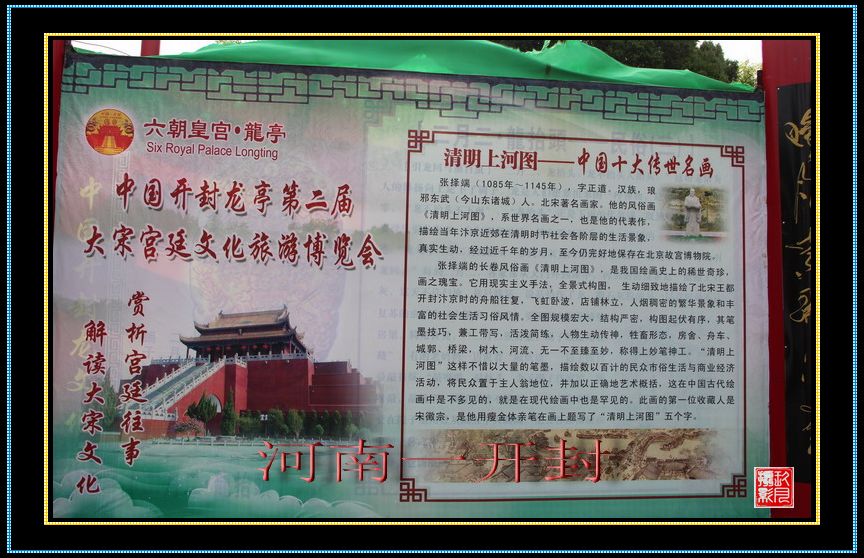 六朝皇宫·龍亭
Six Royal Palace Longting
中国开封龙亭第二届
大宋宫廷文化旅游博览会
赏析宫廷往事
解读大宋文化
清明上河图——中国十大传世名画
张择端（1085年～1145年），字正道。汉族，琅
邪东武（今山东诸城）人。北宋著名画家。他的风俗画
《清明上河图》，系世界名画之一，也是他的代表作，
描绘当年汴京近郊在清明时节社会各阶层的生活景象，
真实生动，经过近千年的岁月，至今仍完好地保存在北京故宫博物院。
张择端的长卷风俗画《清明上河图》，是我国绘画史上的稀世奇珍，
画之瑰宝。它用现实主义手法，全景式构图， 生动细致地描绘了北宋王都
开封汴京时的舟船往复，飞虹卧波，店铺林立，人烟稠密的繁华景象和丰
富的社会生活习俗风情。全图规模宏大，结构严密，构图起伏有序，其笔
墨技巧，兼工带写，活泼简练，人物生动传神，牲畜形态，房舍、舟车、
城郭、桥梁，树木、河流、无一不至臻至妙，称得上妙笔神工。“清明上
河图”这样不惜以大量的笔墨，描绘数以百计的民众市俗生活与商业经济
活动，将民众置于主人翁地位，并加以正确地艺术概括，这在中国古代绘
画中是不多见的，就是在现代绘画中也是罕见的。此画的第一位收藏人是
宋徽宗，是他用瘦金体亲笔在画上题写了“清明上河图”五个字。
河南一开封